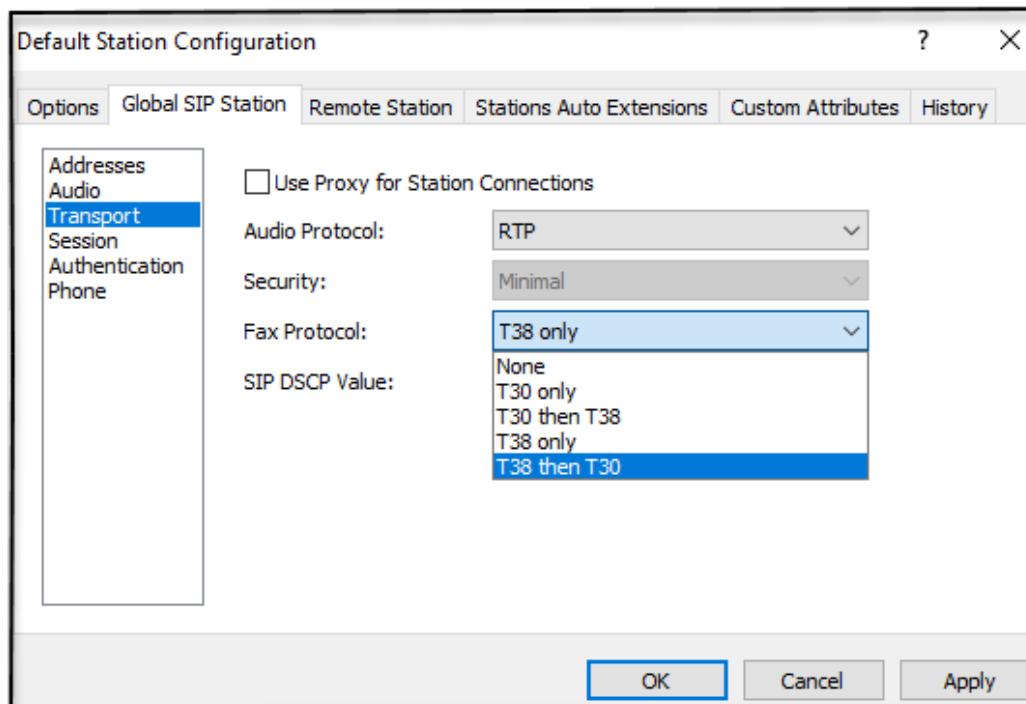 Default Station Configuration ?
Options Global SIP Station Remote Station Stations Auto Extensions Custom Attributes History
Addresses
Audio
Transport
Session
Authentication
Phone
Use Proxy for Station Connections
Audio Protocol: RTP
Security: Minimal
Fax Protocol: T38 only
None
T30 only
T30 then T38
T38 only
T38 then T30
SIP DSCP Value:
OK Cancel Apply